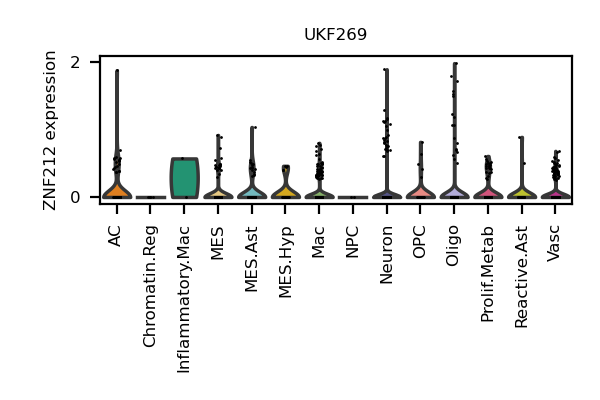 UKF269
ZNF212 expression
2
0
AC
Chromatin.Reg
Inflammatory.Mac
MES
MES.Ast
MES.Hyp
Mac
NPC
Neuron
OPC
Oligo
Prolif.Metab
Reactive.Ast
Vasc